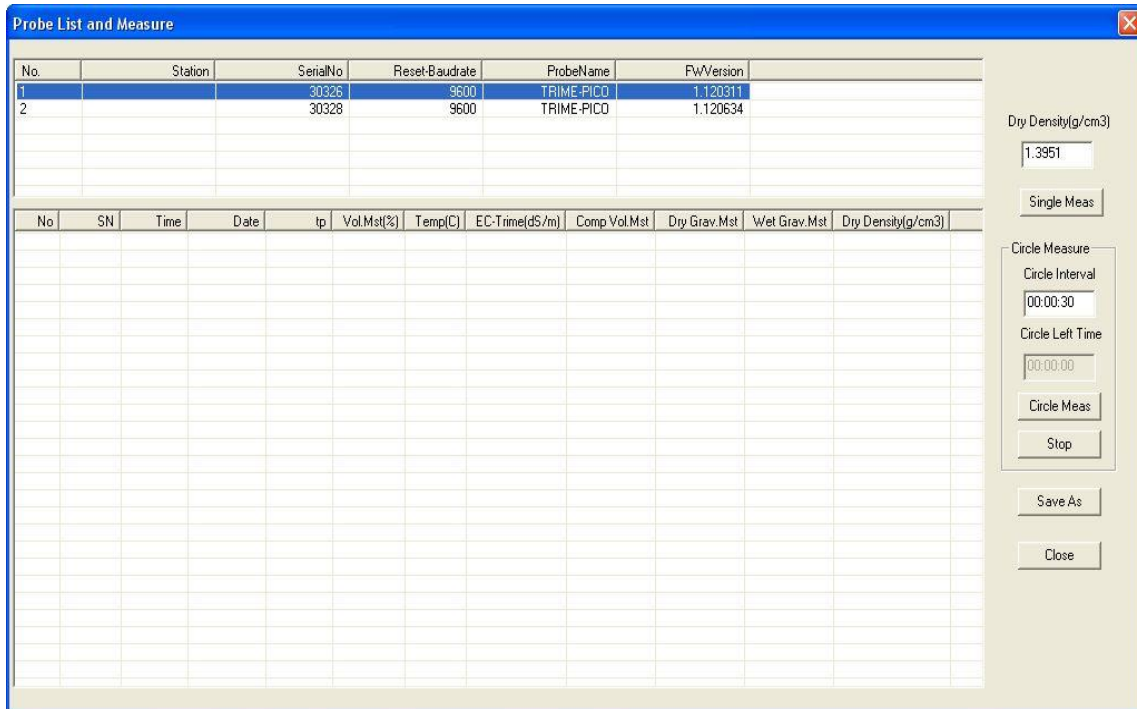 Probe List and Measure
No. Station SerialNo Reset-Baudrate ProbeName FWVersion
1 30326 9600 TRIME-PICO 1.120311
2 30328 9600 TRIME-PICO 1.120634
Dry Density(g/cm3)
1.3951
Single Meas
No SN Time Date tp Vol.Mst(%) Temp(C) EC-Trime(dS/m) Comp Vol.Mst Dry Grav.Mst Wet Grav.Mst Dry Density(g/cm3)
Circle Measure
Circle Interval
00:00:30
Circle Left Time
00:00:00
Circle Meas
Stop
Save As
Close